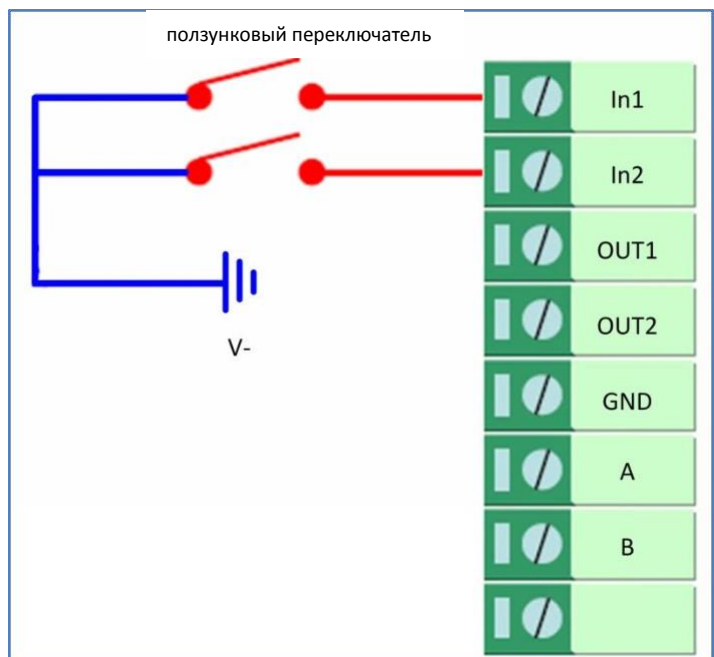 ползунковый переключатель
In1
In2
OUT1
OUT2
V-
GND
A
B